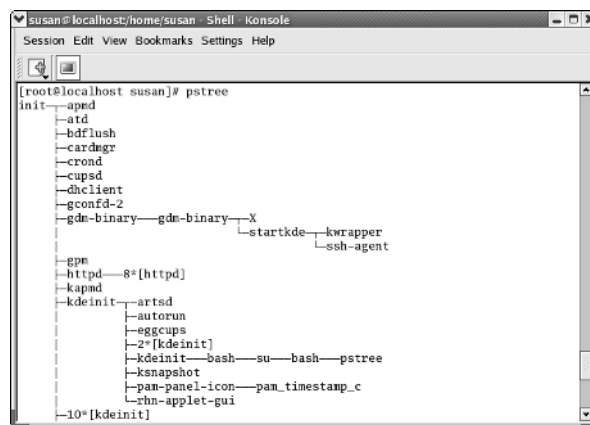 susan@localhost:/home/susan - Shell - Konsole
Session Edit View Bookmarks Settings Help
[root@localhost susan]# pstree
init─┬─apmd
     ├─atd
     ├─bdflush
     ├─cardmgr
     ├─crond
     ├─cupsd
     ├─dhclient
     ├─gconfd-2
     ├─gdm-binary───gdm-binary─┬─X
     │                         └─startkde─┬─kwrapper
     │                                    └─ssh-agent
     ├─gpm
     ├─httpd───8*[httpd]
     ├─kapmd
     ├─kdeinit─┬─artsd
     │         ├─autorun
     │         ├─eggcups
     │         ├─2*[kdeinit]
     │         ├─kdeinit───bash───su───bash───pstree
     │         ├─ksnapshot
     │         ├─pam-panel-icon───pam_timestamp_c
     │         └─rhn-applet-gui
     ├─10*[kdeinit]